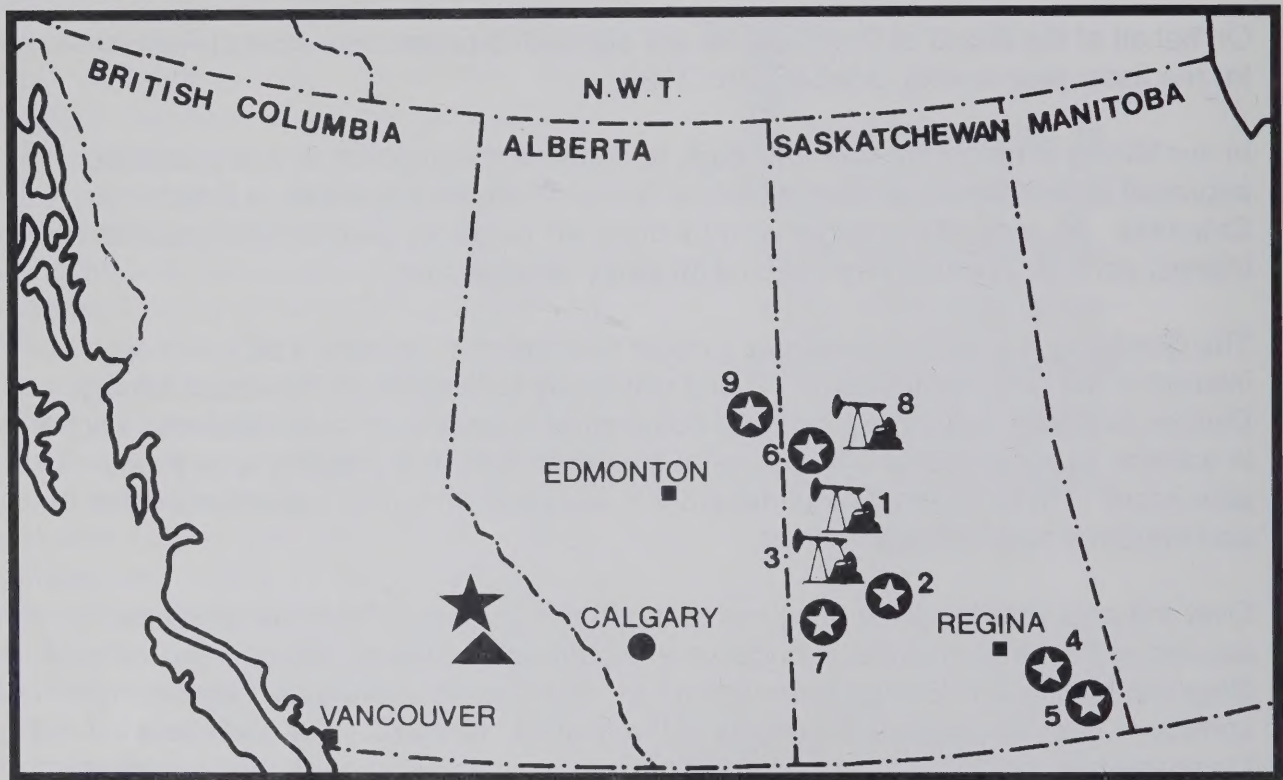 BRITISH COLUMBIA
N.W.T.
ALBERTA
SASKATCHEWAN
MANITOBA
9
8
6
EDMONTON
1
3
2
CALGARY
REGINA
4
7
5
VANCOUVER